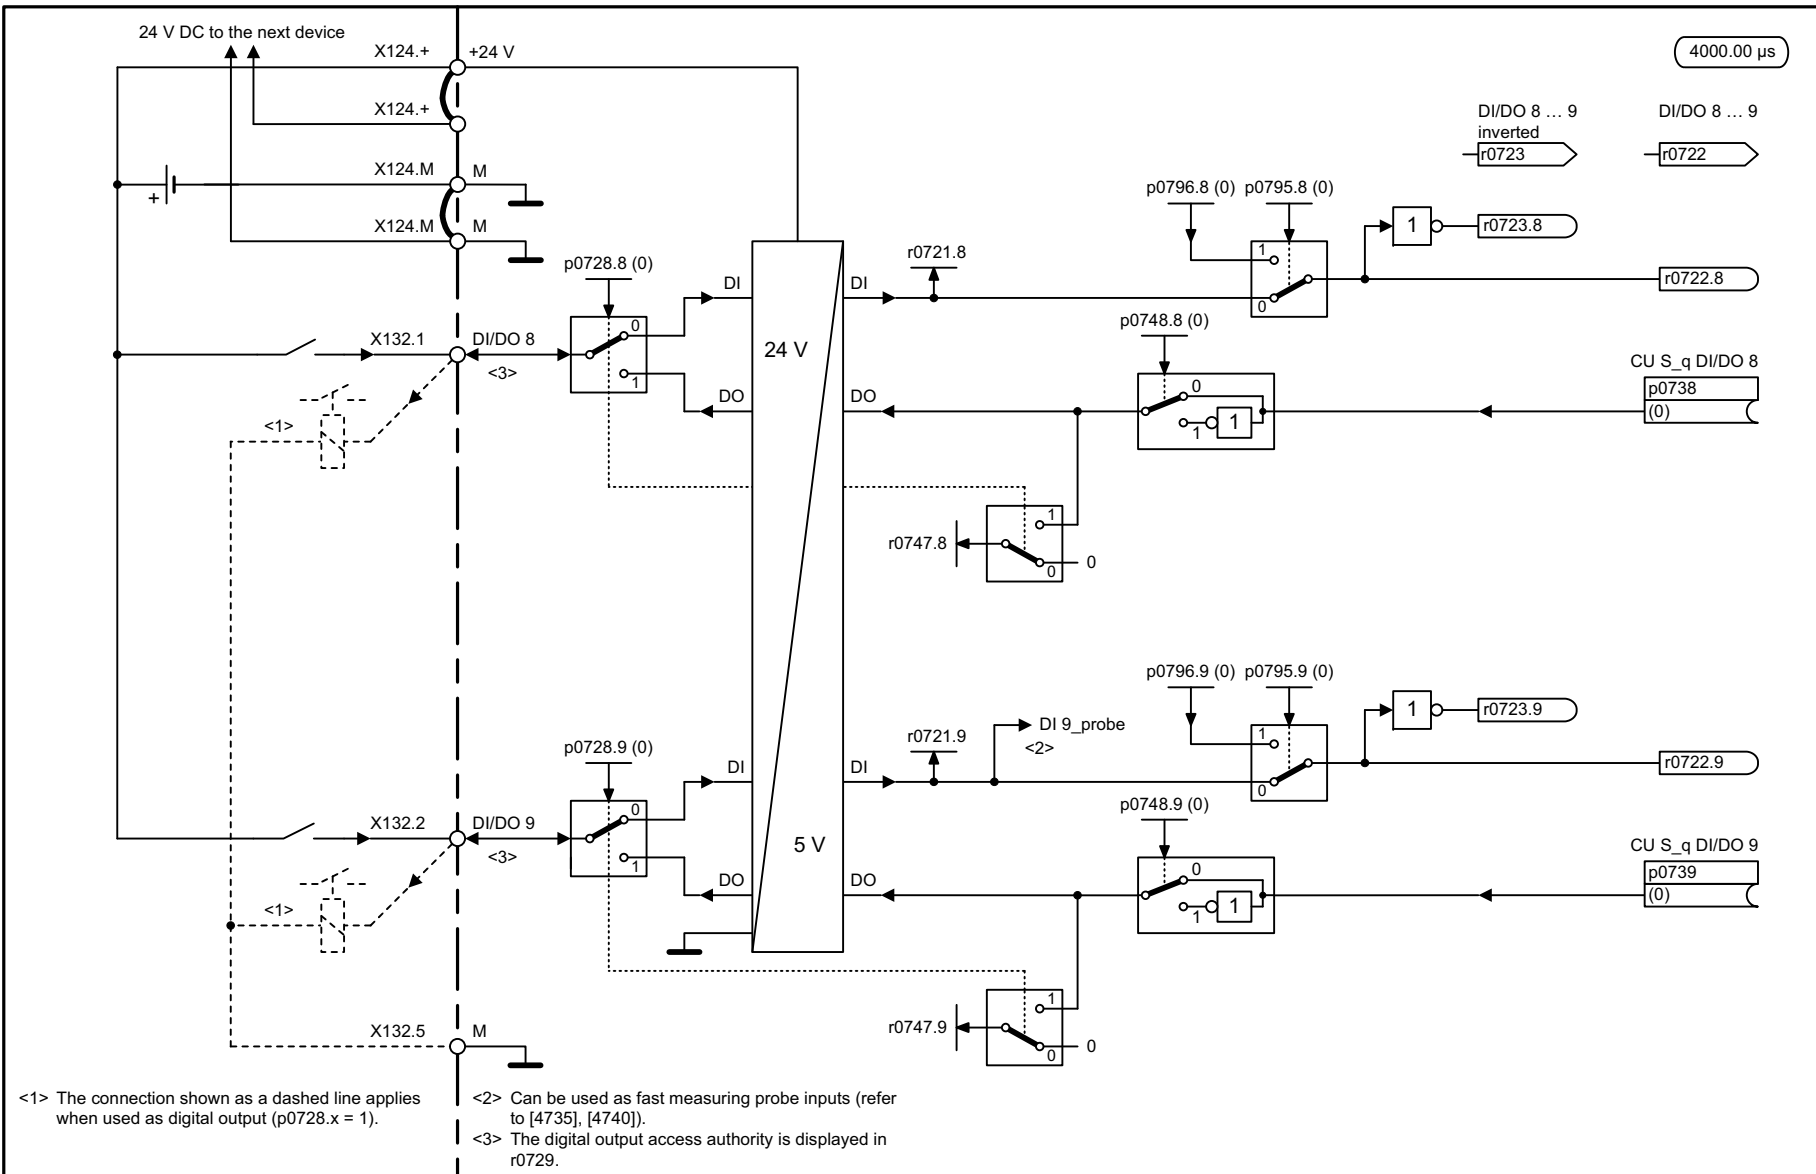 24 V DC to the next device
X124.+
+24 V
4000.00 µs
X124.+
DI/DO 8 … 9
inverted
DI/DO 8 … 9
r0723
r0722
X124.M
M
+
X124.M
M
p0796.8 (0)
p0795.8 (0)
1
0
1
r0723.8
r0722.8
p0728.8 (0)
DI
DI
r0721.8
0
1
X132.1
DI/DO 8
<3>
24 V
p0748.8 (0)
0
1
1
CU S_q DI/DO 8
p0738
(0)
DO
DO
<1>
r0747.8
1
0
0
p0796.9 (0)
p0795.9 (0)
1
0
1
r0723.9
r0722.9
p0728.9 (0)
DI
DI
r0721.9
DI 9_probe
<2>
0
1
X132.2
DI/DO 9
<3>
5 V
p0748.9 (0)
0
1
1
CU S_q DI/DO 9
p0739
(0)
DO
DO
<1>
r0747.9
1
0
0
X132.5
M
<1> The connection shown as a dashed line applies
when used as digital output (p0728.x = 1).
<2> Can be used as fast measuring probe inputs (refer
to [4735], [4740]).
<3> The digital output access authority is displayed in
r0729.